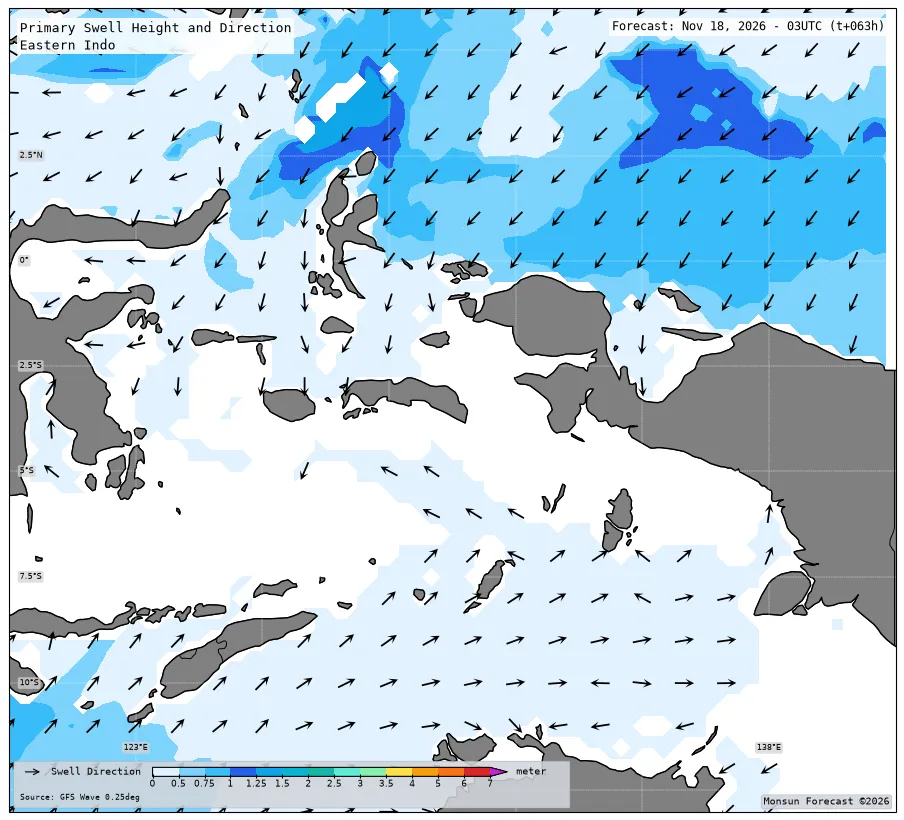 Primary Swell Height and Direction
Eastern Indo
Forecast: Nov 18, 2026 - 03UTC (t+063h)
2.5°N
0°
2.5°S
5°S
7.5°S
10°S
123°E
138°E
Swell Direction
meter
0 0.5 0.75 1 1.25 1.5 2 2.5 3 3.5 4 5 6 7
Source: GFS Wave 0.25deg
Monsun Forecast ©2026